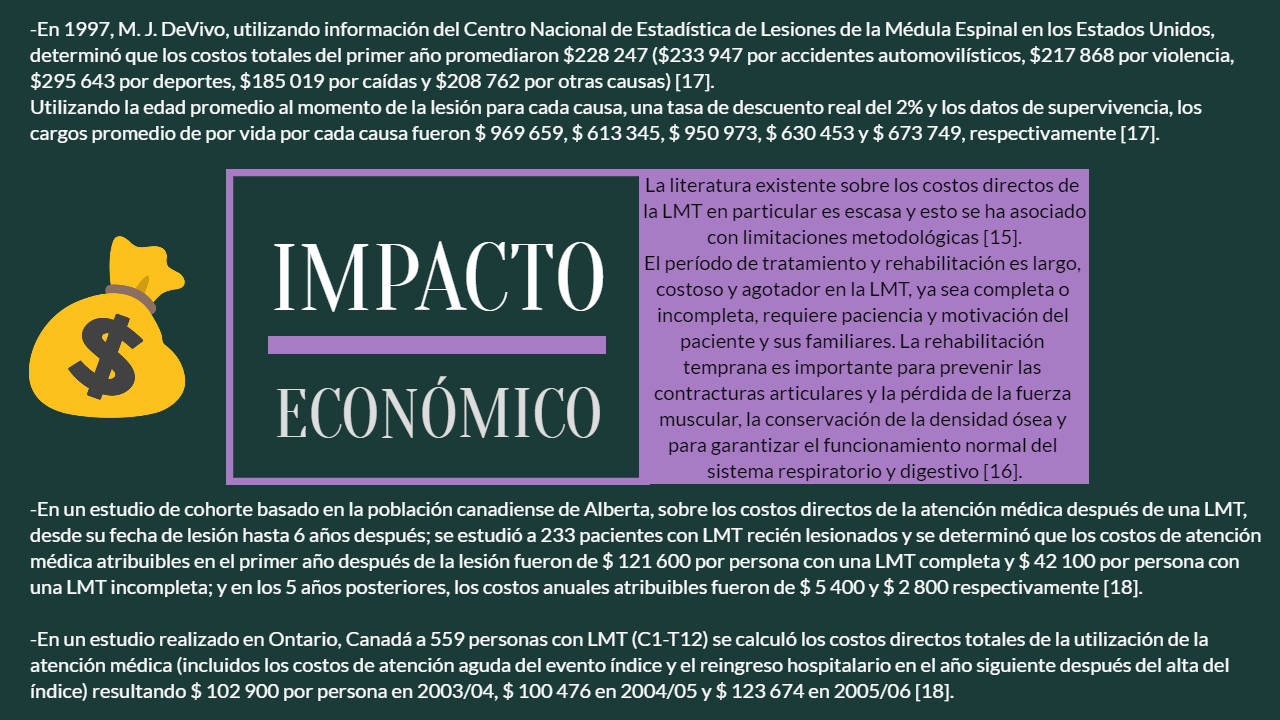 -En 1997, M. J. DeVivo, utilizando información del Centro Nacional de Estadística de Lesiones de la Médula Espinal en los Estados Unidos,
determinó que los costos totales del primer año promediaron $228 247 ($233 947 por accidentes automovilísticos, $217 868 por violencia,
$295 643 por deportes, $185 019 por caídas y $208 762 por otras causas) [17].
Utilizando la edad promedio al momento de la lesión para cada causa, una tasa de descuento real del 2% y los datos de supervivencia, los
cargos promedio de por vida por cada causa fueron $ 969 659, $ 613 345, $ 950 973, $ 630 453 y $ 673 749, respectivamente [17].
$
IMPACTO
ECONÓMICO
La literatura existente sobre los costos directos de
la LMT en particular es escasa y esto se ha asociado
con limitaciones metodológicas [15].
El período de tratamiento y rehabilitación es largo,
costoso y agotador en la LMT, ya sea completa o
incompleta, requiere paciencia y motivación del
paciente y sus familiares. La rehabilitación
temprana es importante para prevenir las
contracturas articulares y la pérdida de la fuerza
muscular, la conservación de la densidad ósea y
para garantizar el funcionamiento normal del
sistema respiratorio y digestivo [16].
-En un estudio de cohorte basado en la población canadiense de Alberta, sobre los costos directos de la atención médica después de una LMT,
desde su fecha de lesión hasta 6 años después; se estudió a 233 pacientes con LMT recién lesionados y se determinó que los costos de atención
médica atribuibles en el primer año después de la lesión fueron de $ 121 600 por persona con una LMT completa y $ 42 100 por persona con
una LMT incompleta; y en los 5 años posteriores, los costos anuales atribuibles fueron de $ 5 400 y $ 2 800 respectivamente [18].
-En un estudio realizado en Ontario, Canadá a 559 personas con LMT (C1-T12) se calculó los costos directos totales de la utilización de la
atención médica (incluidos los costos de atención aguda del evento índice y el reingreso hospitalario en el año siguiente después del alta del
índice) resultando $ 102 900 por persona en 2003/04, $ 100 476 en 2004/05 y $ 123 674 en 2005/06 [18].